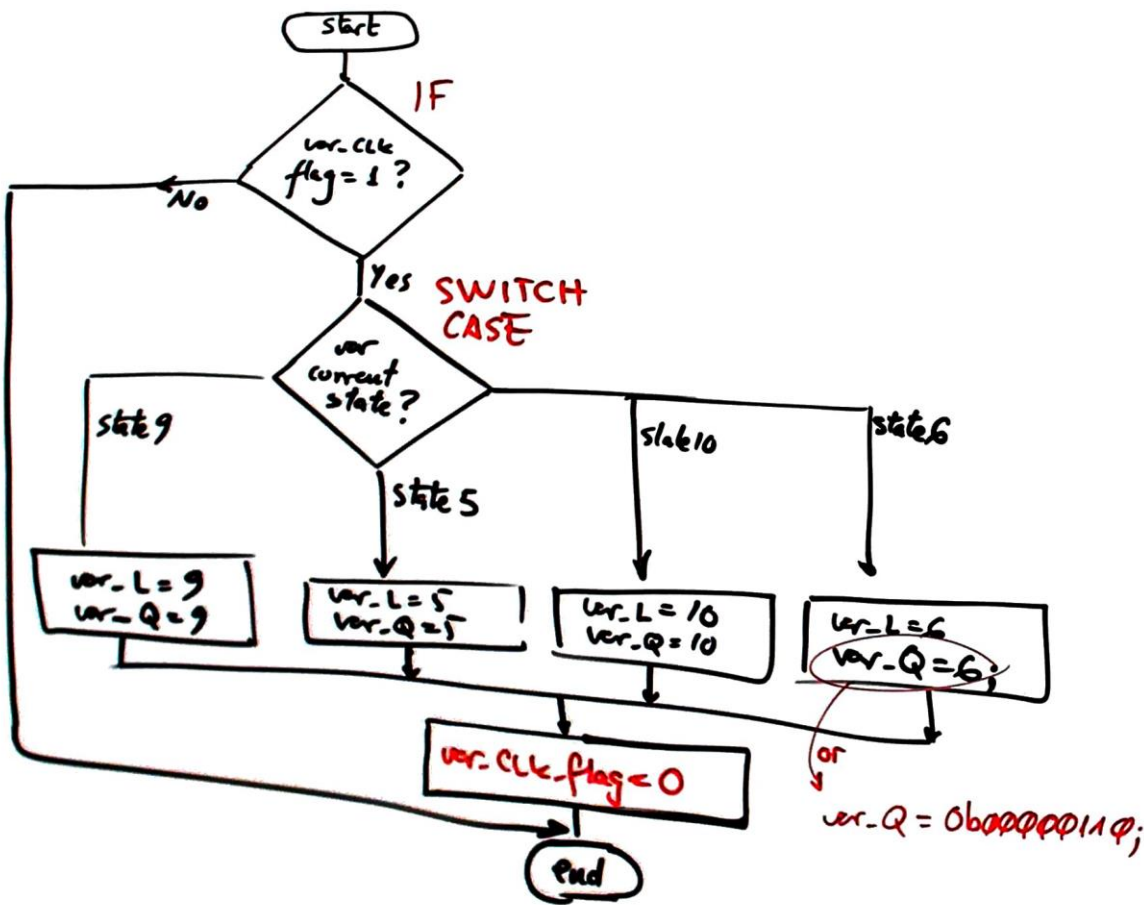 start
IF
var_CLK
flag = 1 ?
No
Yes
SWITCH
CASE
var
current
state?
state 9
state 5
state 10
state 6
var_L = 9
var_Q = 9
var_L = 5
var_Q = 5
var_L = 10
var_Q = 10
var_L = 6
var_Q = 6;
or
var_CLK_flag = 0
var_Q = 0b00000110;
end